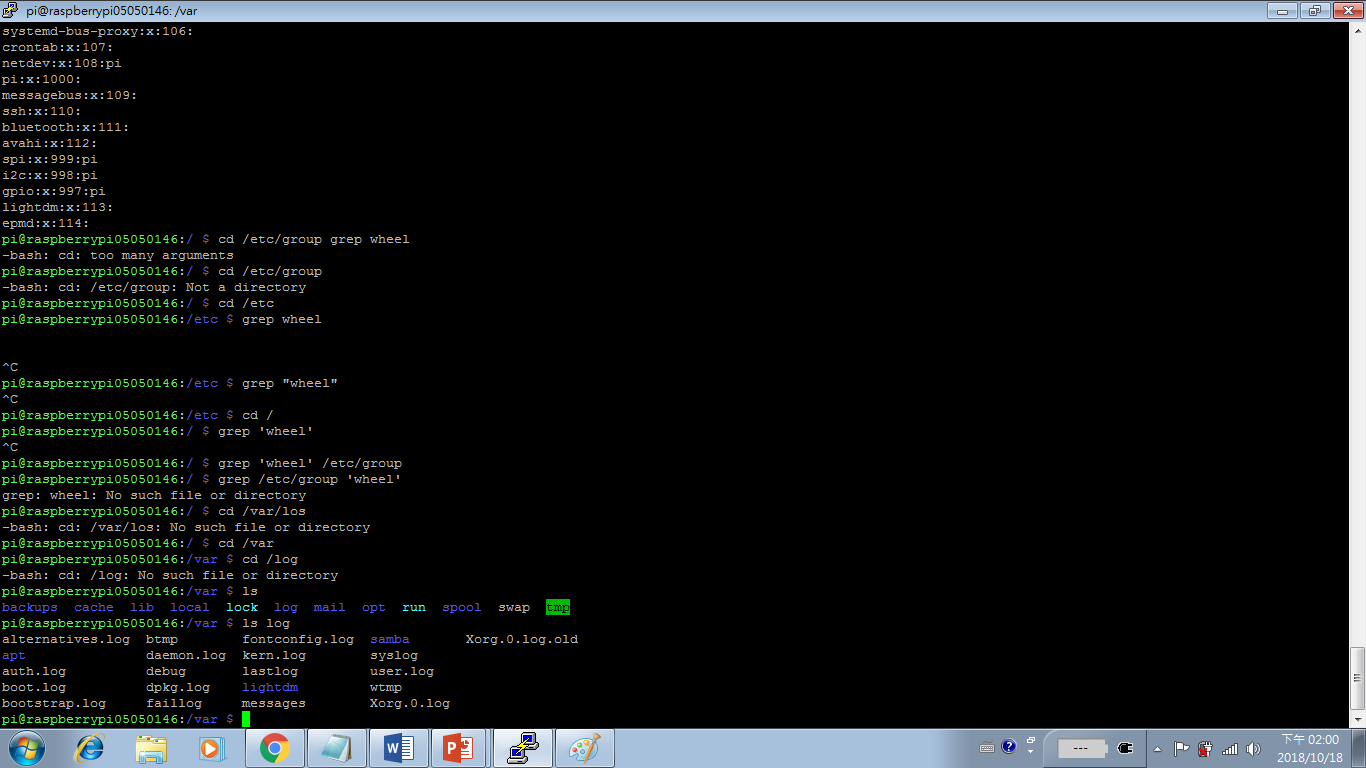 pi@raspberrypi05050146: /var
systemd-bus-proxy:x:106:
crontab:x:107:
netdev:x:108:pi
pi:x:1000:
messagebus:x:109:
ssh:x:110:
bluetooth:x:111:
avahi:x:112:
spi:x:999:pi
i2c:x:998:pi
gpio:x:997:pi
lightdm:x:113:
epmd:x:114:
pi@raspberrypi05050146:/ $ cd /etc/group grep wheel
-bash: cd: too many arguments
pi@raspberrypi05050146:/ $ cd /etc/group
-bash: cd: /etc/group: Not a directory
pi@raspberrypi05050146:/ $ cd /etc
pi@raspberrypi05050146:/etc $ grep wheel
^C
pi@raspberrypi05050146:/etc $ grep "wheel"
^C
pi@raspberrypi05050146:/etc $ cd /
pi@raspberrypi05050146:/ $ grep 'wheel'
^C
pi@raspberrypi05050146:/ $ grep 'wheel' /etc/group
pi@raspberrypi05050146:/ $ grep /etc/group 'wheel'
grep: wheel: No such file or directory
pi@raspberrypi05050146:/ $ cd /var/los
-bash: cd: /var/los: No such file or directory
pi@raspberrypi05050146:/ $ cd /var
pi@raspberrypi05050146:/var $ cd /log
-bash: cd: /log: No such file or directory
pi@raspberrypi05050146:/var $ ls
backups cache lib local lock log mail opt run spool swap tmp
pi@raspberrypi05050146:/var $ ls log
alternatives.log btmp fontconfig.log samba Xorg.0.log.old
apt daemon.log kern.log syslog
auth.log debug lastlog user.log
boot.log dpkg.log lightdm wtmp
bootstrap.log faillog messages Xorg.0.log
pi@raspberrypi05050146:/var $
---
下午 02:00
2018/10/18